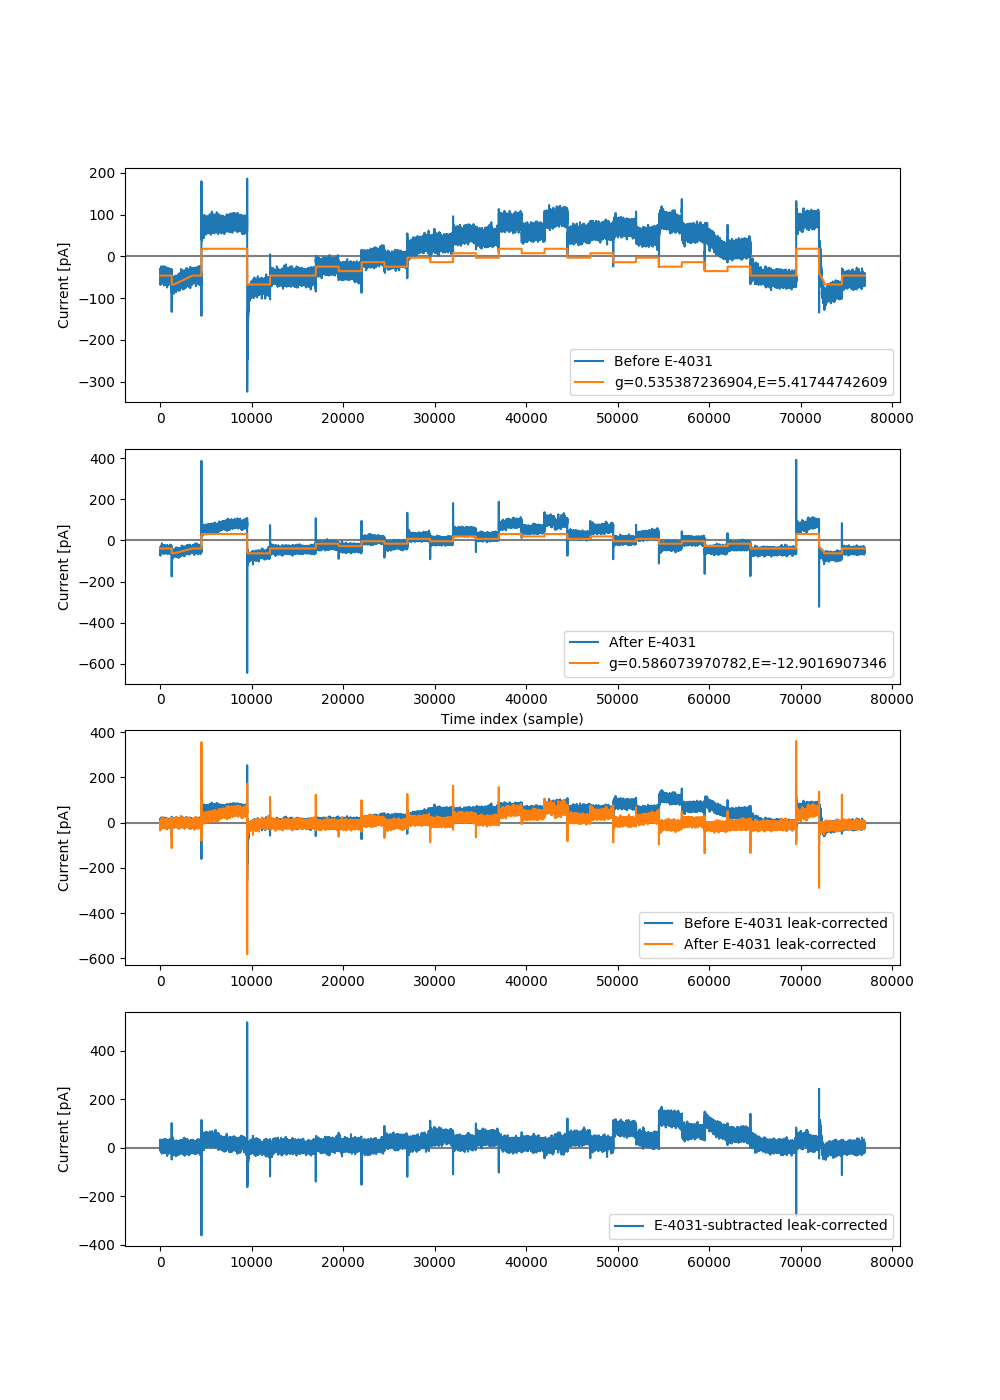 200
100
0
−100
−200
−300
Current [pA]
Before E-4031
g=0.535387236904,E=5.41744742609
0 10000 20000 30000 40000 50000 60000 70000 80000
400
200
0
−200
−400
−600
Current [pA]
After E-4031
g=0.586073970782,E=-12.9016907346
0 10000 20000 30000 40000 50000 60000 70000 80000
Time index (sample)
400
200
0
−200
−400
−600
Current [pA]
Before E-4031 leak-corrected
After E-4031 leak-corrected
0 10000 20000 30000 40000 50000 60000 70000 80000
400
200
0
−200
−400
Current [pA]
E-4031-subtracted leak-corrected
0 10000 20000 30000 40000 50000 60000 70000 80000